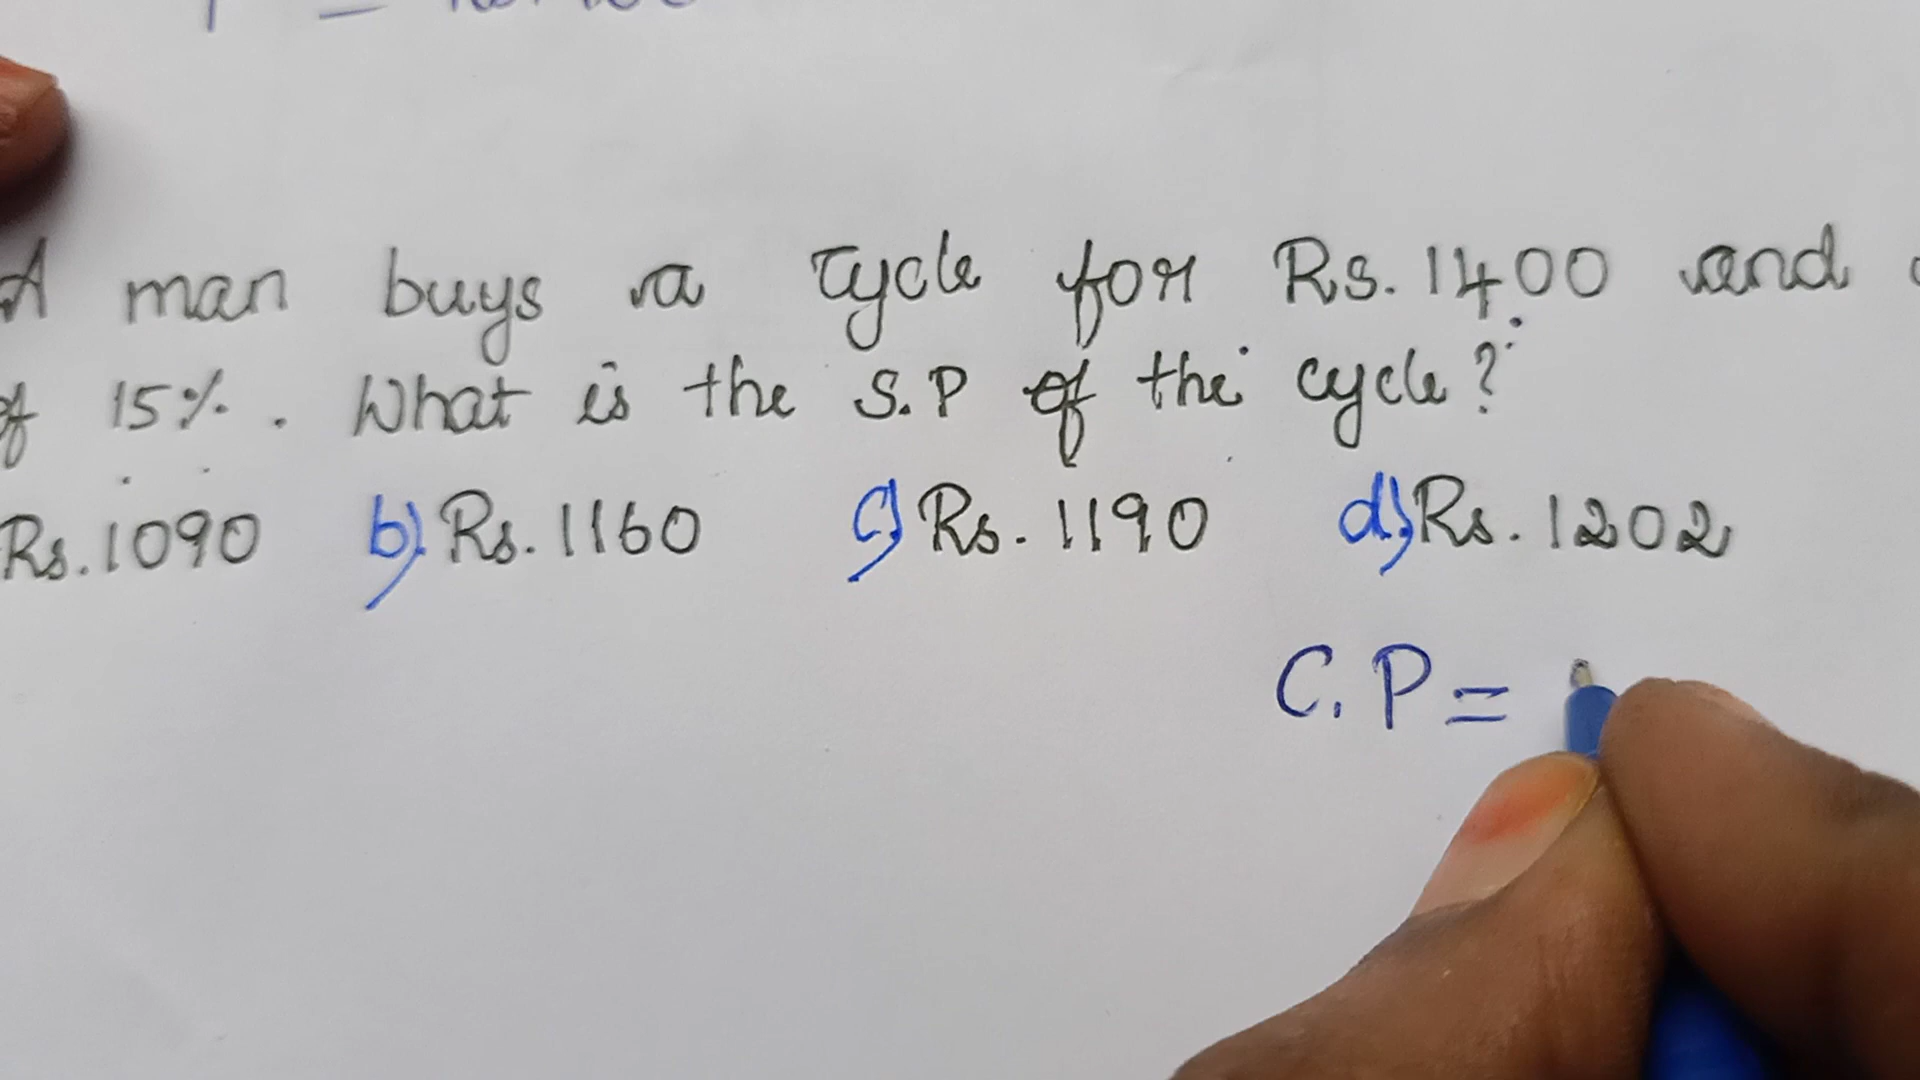 A man buys a cycle for Rs. 1400 and
of 15%. What is the S.P of the cycle?
Rs. 1090 b) Rs. 1160 c) Rs. 1190 d) Rs. 1202
C.P =